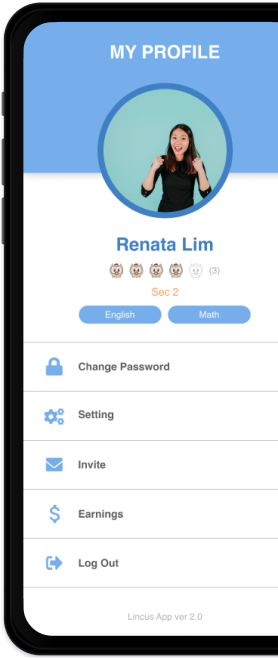 MY PROFILE
Renata Lim
(3)
Sec 2
English Math
Change Password
Setting
Invite
Earnings
Log Out
Lincus App ver 2.0